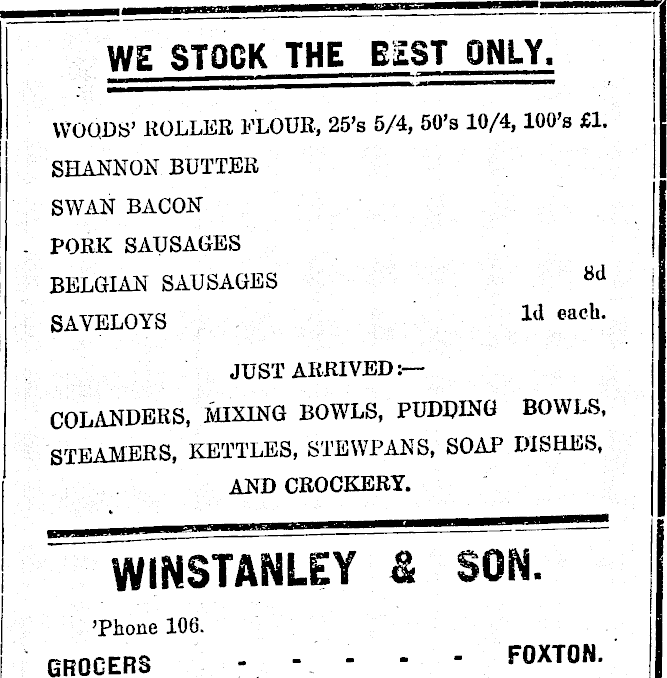 WE STOCK THE BEST ONLY.
WOODS' ROLLER FLOUR, 25's 5/4, 50's 10/4, 100's £1.
SHANNON BUTTER
SWAN BACON
PORK SAUSAGES
BELGIAN SAUSAGES 8d
SAVELOYS 1d each.
JUST ARRIVED:—
COLANDERS, MIXING BOWLS, PUDDING BOWLS,
STEAMERS, KETTLES, STEWPANS, SOAP DISHES,
AND CROCKERY.
WINSTANLEY & SON.
'Phone 106.
GROCERS - - - - - FOXTON.